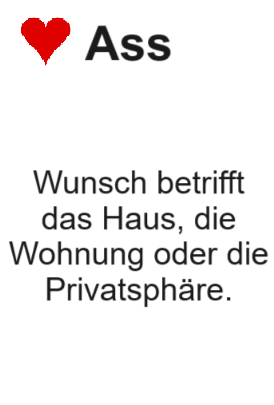 Ass
Wunsch betrifft
das Haus, die
Wohnung oder die
Privatsphäre.